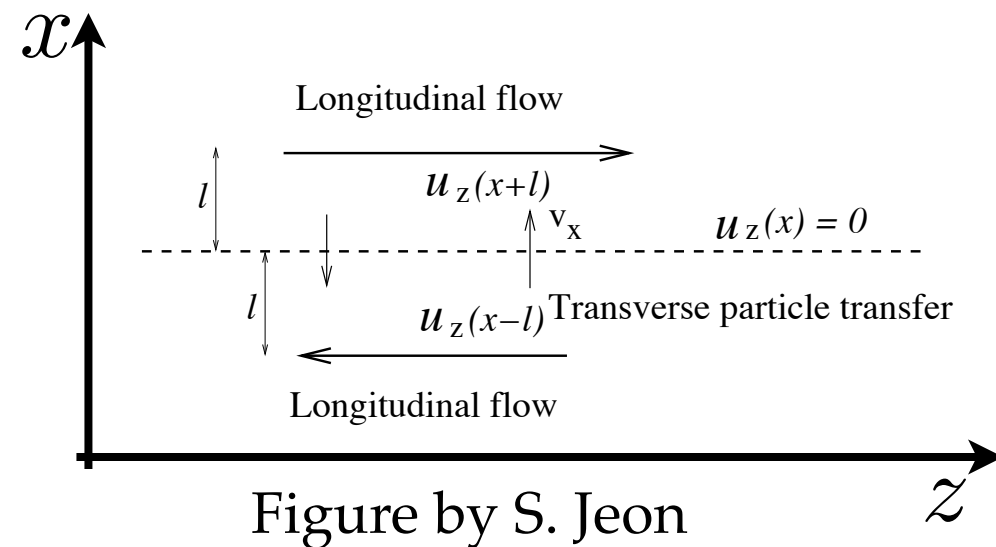 x
Longitudinal flow
l
u_z(x+l)
v_x
u_z(x) = 0
l
u_z(x−l)
Transverse particle transfer
Longitudinal flow
z
Figure by S. Jeon